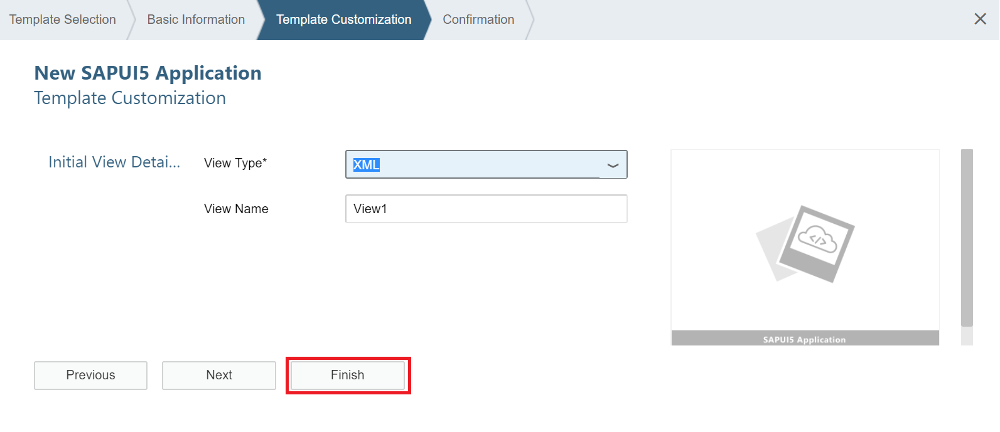 Template Selection
Basic Information
Template Customization
Confirmation
New SAPUI5 Application
Template Customization
Initial View Detai...
View Type*
XML
View Name
View1
</>
SAPUI5 Application
Previous
Next
Finish